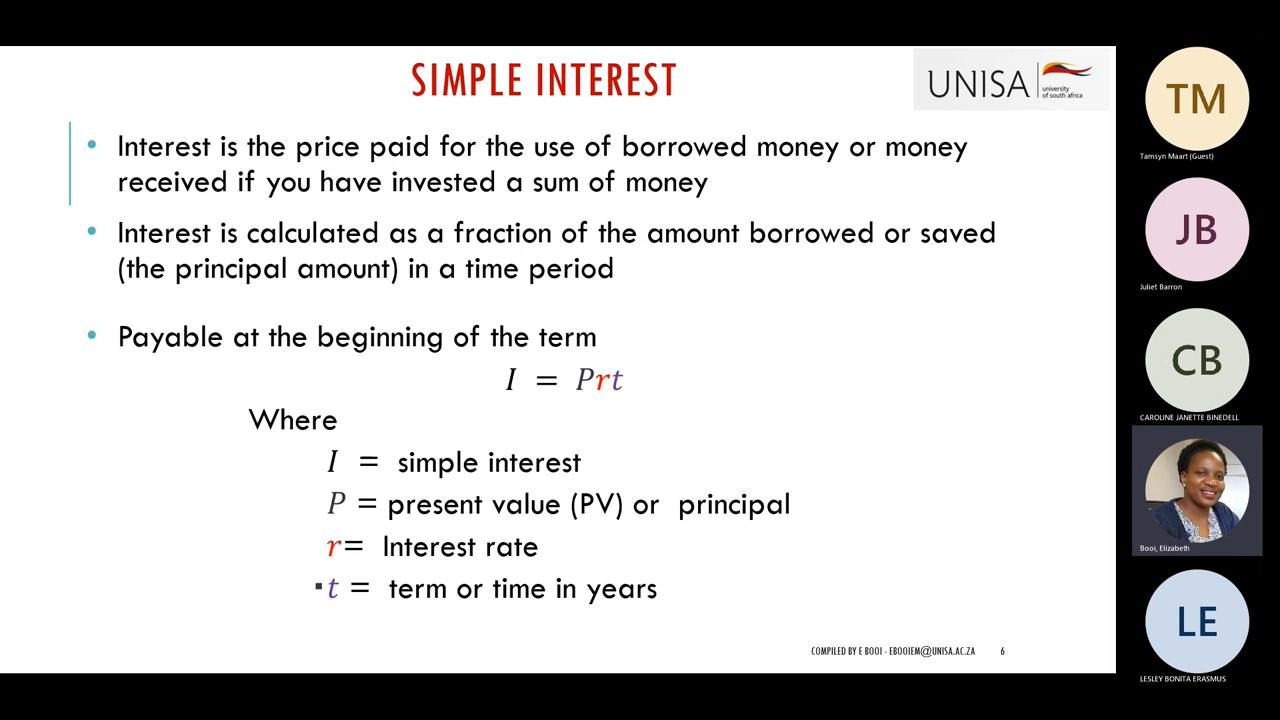 SIMPLE INTEREST
UNISA
university
of south africa
• Interest is the price paid for the use of borrowed money or money
received if you have invested a sum of money
• Interest is calculated as a fraction of the amount borrowed or saved
(the principal amount) in a time period
• Payable at the beginning of the term
I = Prt
Where
I = simple interest
P = present value (PV) or principal
r= Interest rate
▪t = term or time in years
COMPILED BY E BOOI - EBOOIEM@UNISA.AC.ZA 6
TM
Tamsyn Maart (Guest)
JB
Juliet Barron
CB
CAROLINE JANETTE BINEDELL
Booi, Elizabeth
LE
LESLEY BONITA ERASMUS